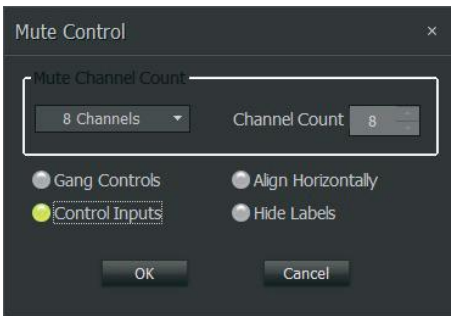 Mute Control ×
Mute Channel Count
8 Channels Channel Count 8
Gang Controls Align Horizontally
Control Inputs Hide Labels
OK Cancel